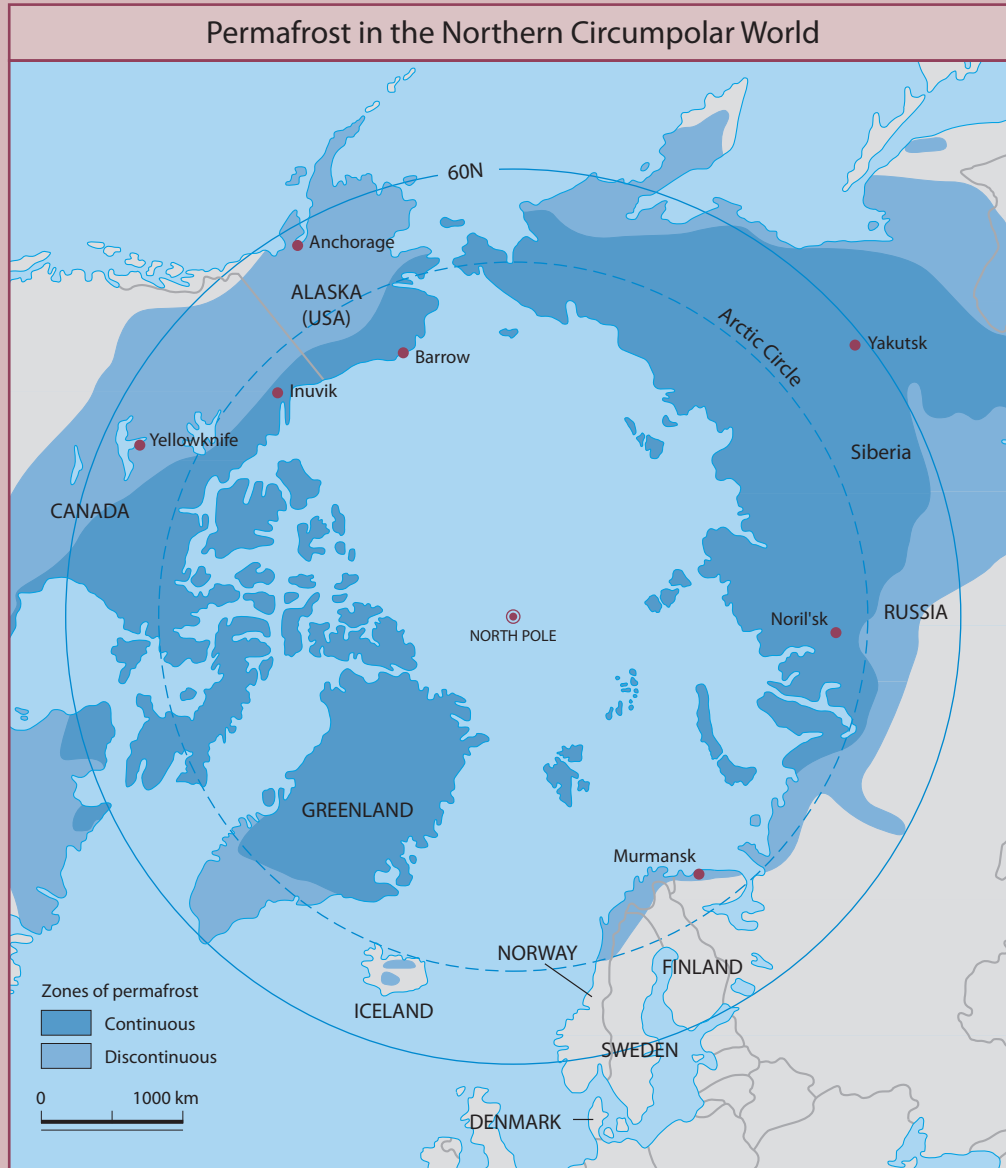 Permafrost in the Northern Circumpolar World
60N
Anchorage
ALASKA
(USA)
Arctic Circle
Yakutsk
Barrow
Inuvik
Yellowknife
Siberia
CANADA
Noril'sk
RUSSIA
NORTH POLE
GREENLAND
Murmansk
NORWAY
FINLAND
ICELAND
SWEDEN
DENMARK
Zones of permafrost
Continuous
Discontinuous
0 1000 km